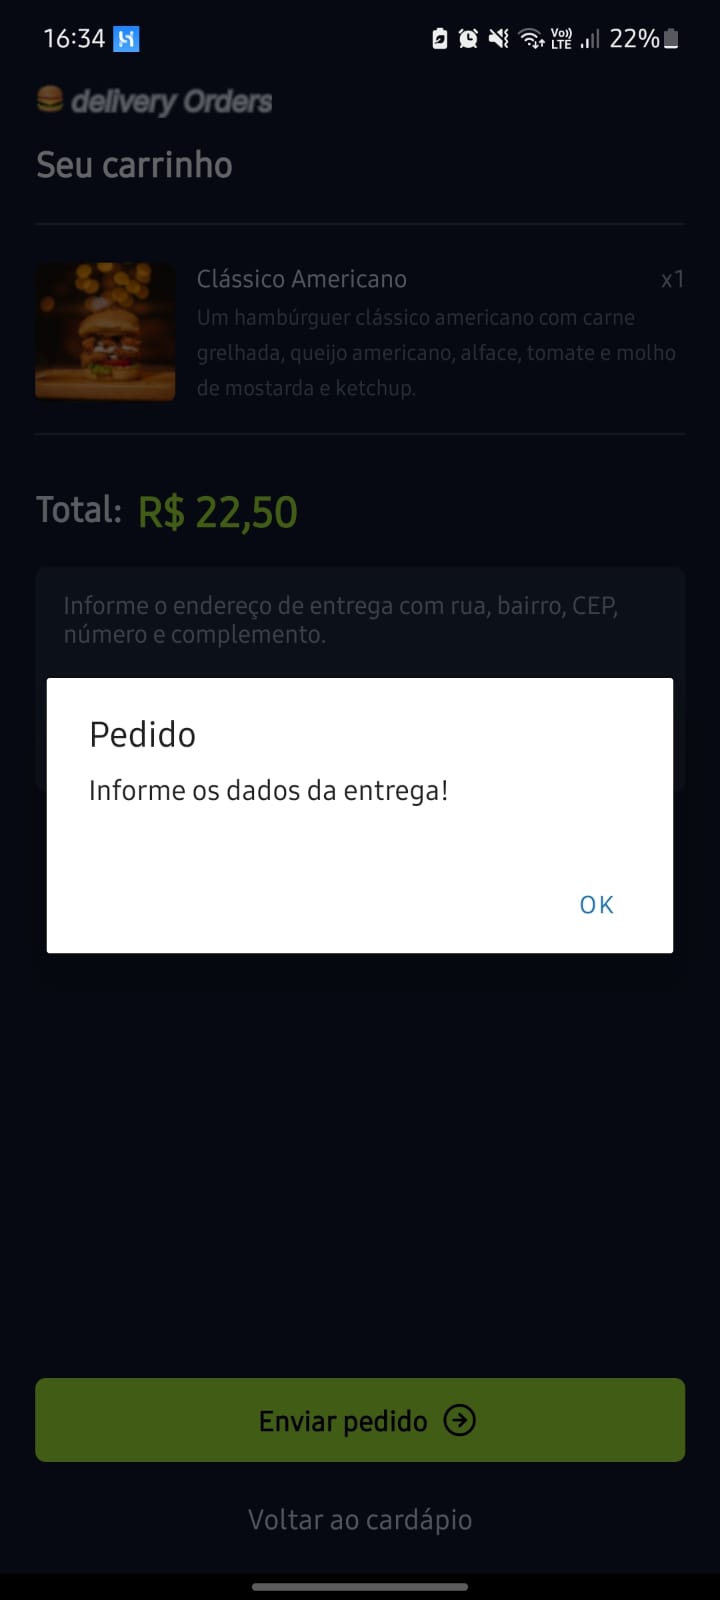 16:34
Vo))
LTE
22%
delivery Orders
Seu carrinho
Clássico Americano
x1
Um hambúrguer clássico americano com carne
grelhada, queijo americano, alface, tomate e molho
de mostarda e ketchup.
Total: R$ 22,50
Informe o endereço de entrega com rua, bairro, CEP,
número e complemento.
Pedido
Informe os dados da entrega!
OK
Enviar pedido
Voltar ao cardápio